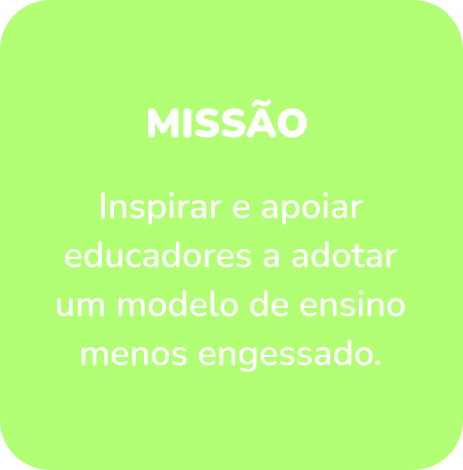 MISSÃO
Inspirar e apoiar
educadores a adotar
um modelo de ensino
menos engessado.